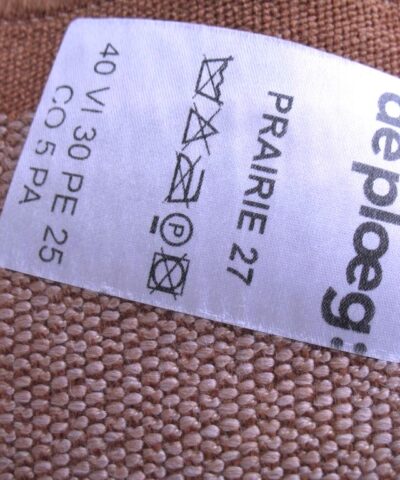 de ploeg
PRAIRIE 27
P
40 VI 30 PE 25
CO 5 PA